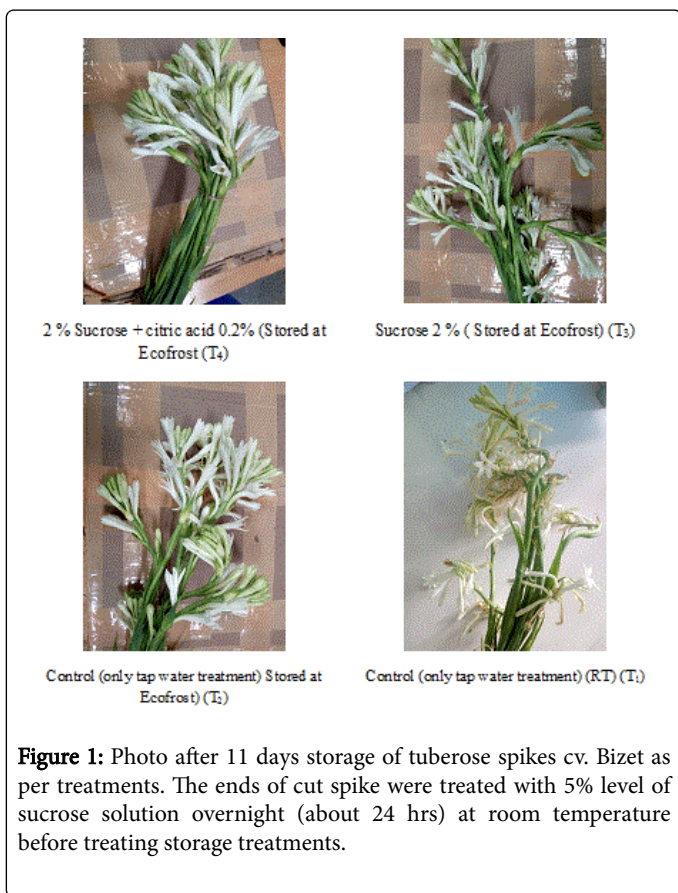 2 % Sucrose + citric acid 0.2% (Stored at
Ecofrost (T4)
Sucrose 2 % ( Stored at Ecofrost) (T3)
Control (only tap water treatment) Stored at
Ecofrost) (T2)
Control (only tap water treatment) (RT) (T1)
Figure 1: Photo after 11 days storage of tuberose spikes cv. Bizet as
per treatments. The ends of cut spike were treated with 5% level of
sucrose solution overnight (about 24 hrs) at room temperature
before treating storage treatments.